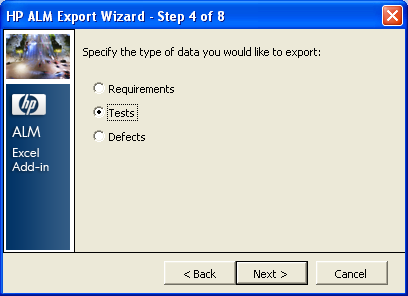 HP ALM Export Wizard - Step 4 of 8
Specify the type of data you would like to export:
Requirements
Tests
Defects
hp
ALM
Excel
Add-in
< Back
Next >
Cancel